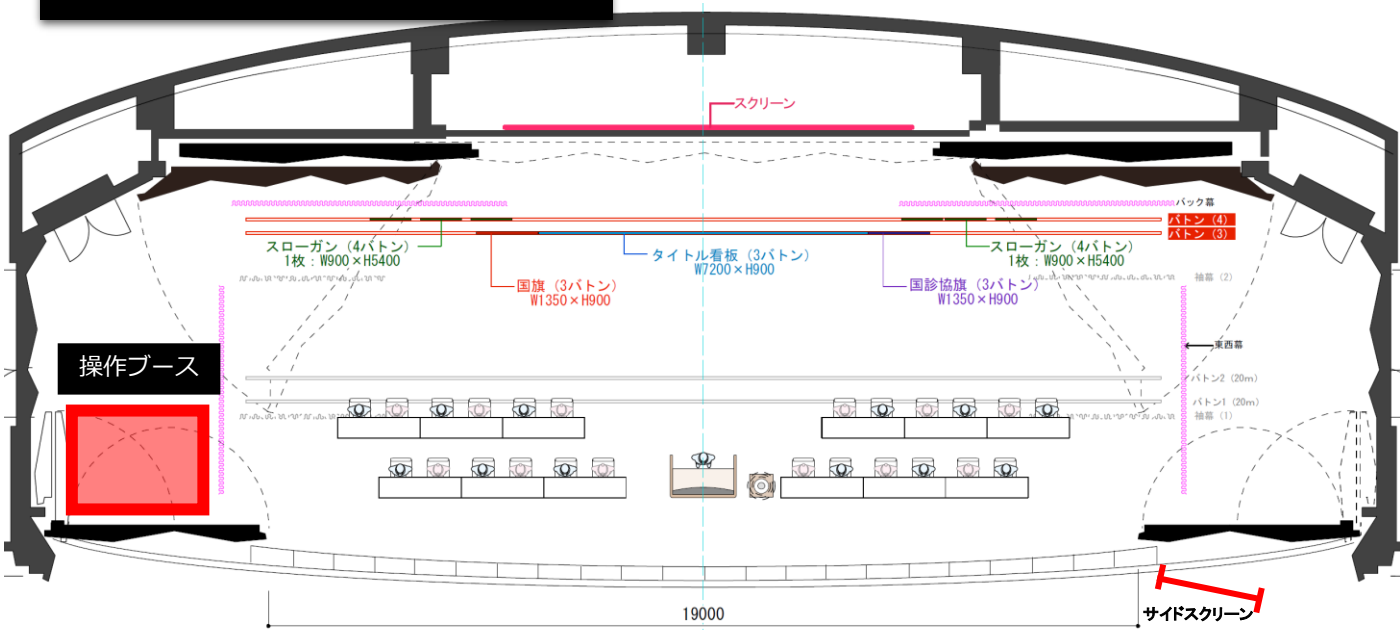 スクリーン
バック幕
バトン (4)
バトン (3)
スローガン (4バトン)
1枚：W900×H5400
タイトル看板 (3バトン)
W7200×H900
スローガン (4バトン)
1枚：W900×H5400
国旗 (3バトン)
W1350×H900
国診協旗 (3バトン)
W1350×H900
袖幕 (2)
東西幕
操作ブース
バトン2 (20m)
バトン1 (20m)
袖幕 (1)
19000
サイドスクリーン